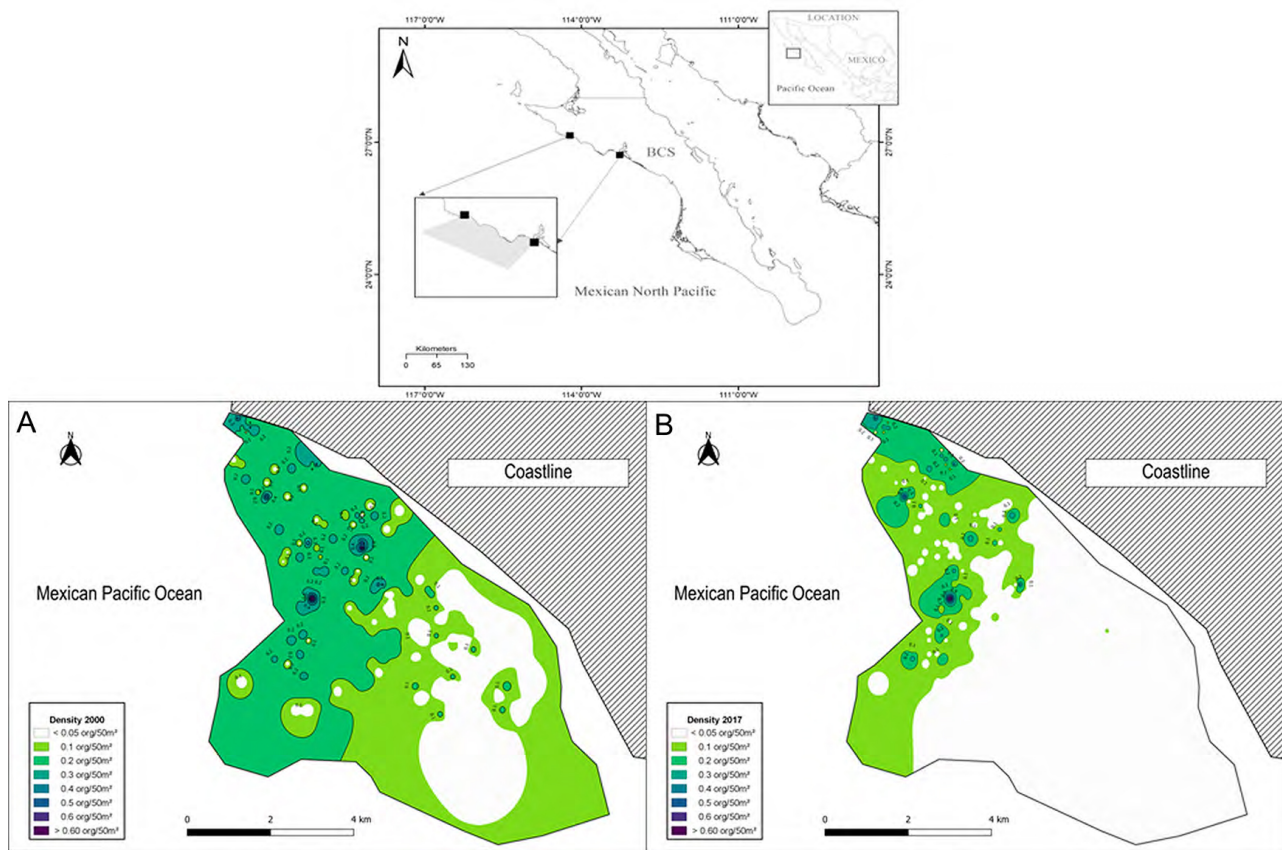 117°0'0"W
114°0'0"W
111°0'0"W
LOCATION
MEXICO
Pacific Ocean
N
27°0'0"N
27°0'0"N
BCS
24°0'0"N
24°0'0"N
Mexican North Pacific
Kilometers
0 65 130
117°0'0"W
114°0'0"W
111°0'0"W
A
N
Coastline
Mexican Pacific Ocean
Density 2000
< 0.05 org/50m²
0.1 org/50m²
0.2 org/50m²
0.3 org/50m²
0.4 org/50m²
0.5 org/50m²
0.6 org/50m²
> 0.60 org/50m²
0 2 4 km
B
N
Coastline
Mexican Pacific Ocean
Density 2017
< 0.05 org/50m²
0.1 org/50m²
0.2 org/50m²
0.3 org/50m²
0.4 org/50m²
0.5 org/50m²
0.6 org/50m²
> 0.60 org/50m²
0 2 4 km